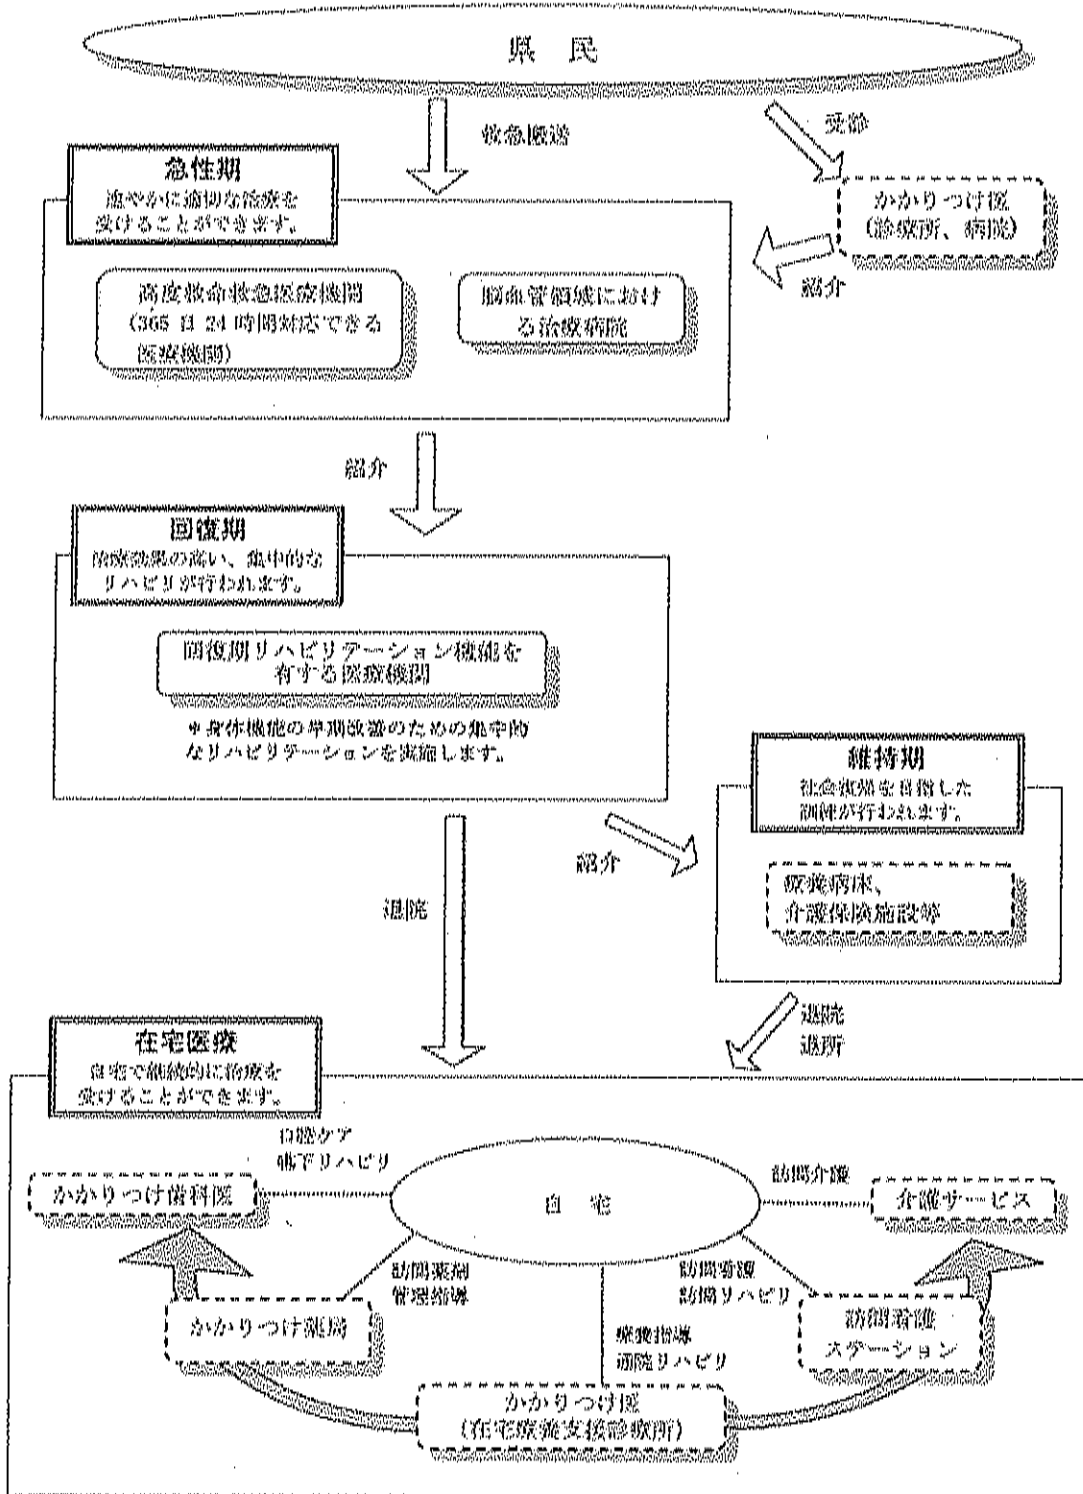 県 民
救急搬送
受診
急性期
速やかに適切な治療を
受けることができます。
かかりつけ医
(診療所、病院)
紹介
高度救命救急医療機関
(365 日 24 時間対応できる
医療機関)
脳血管領域におけ
る治療病院
紹介
回復期
治療効果の高い、集中的な
リハビリが行われます。
回復期リハビリテーション機能を
有する医療機関
＊身体機能の早期改善のための集中的
なリハビリテーションを実施します。
維持期
社会復帰を目指した
訓練が行われます。
紹介
療養病床、
介護保険施設等
退院
退院
退所
在宅医療
自宅で継続的に治療を
受けることができます。
口腔ケア
嚥下リハビリ
かかりつけ歯科医
自 宅
訪問介護
介護サービス
訪問薬剤
管理指導
訪問看護
訪問リハビリ
かかりつけ薬局
訪問看護
ステーション
療養指導
通院リハビリ
かかりつけ医
(在宅療養支援診療所)